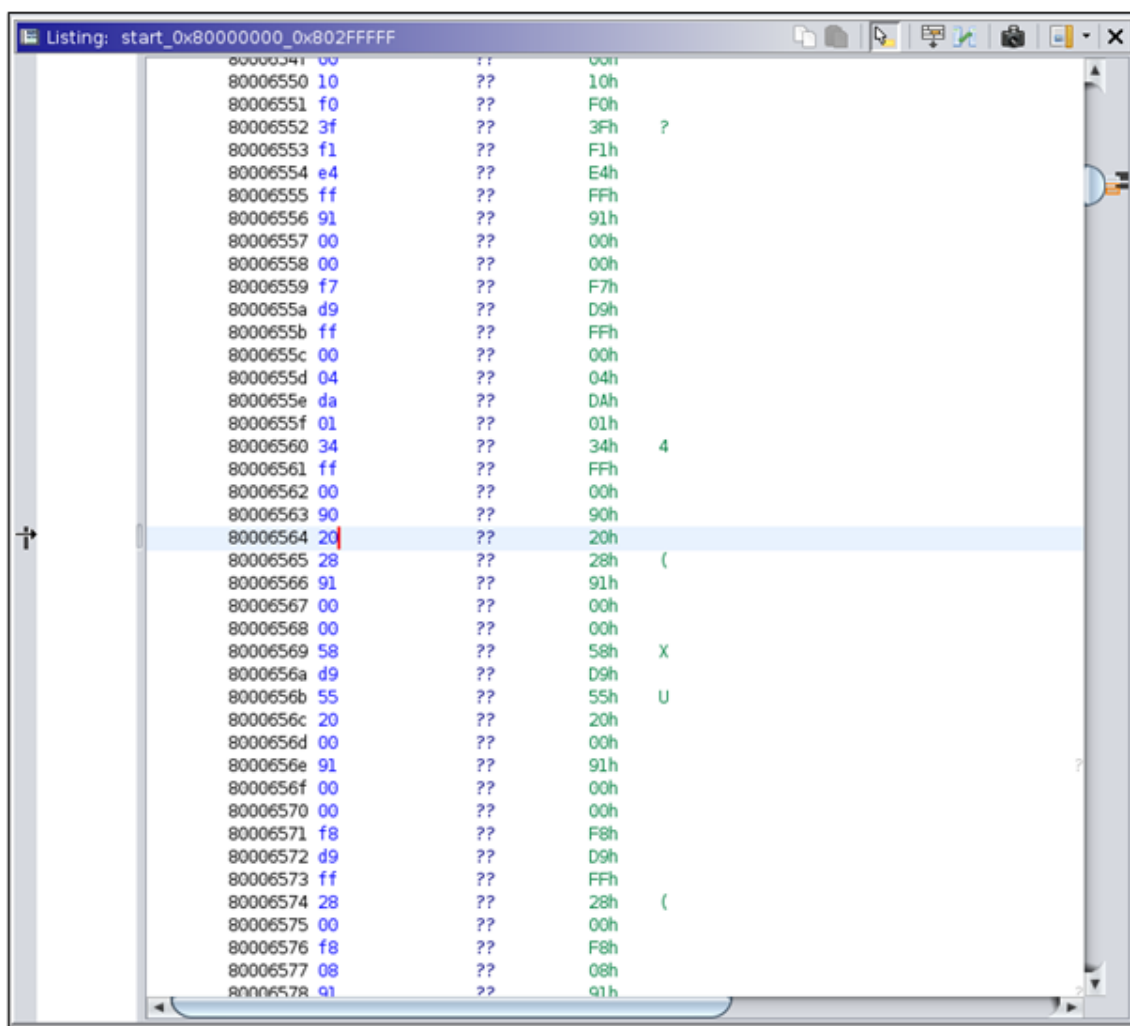 Listing: start_0x80000000_0x802FFFFF
8000654f 00 ?? 00h
80006550 10 ?? 10h
80006551 f0 ?? F0h
80006552 3f ?? 3Fh ?
80006553 f1 ?? F1h
80006554 e4 ?? E4h
80006555 ff ?? FFh
80006556 91 ?? 91h
80006557 00 ?? 00h
80006558 00 ?? 00h
80006559 f7 ?? F7h
8000655a d9 ?? D9h
8000655b ff ?? FFh
8000655c 00 ?? 00h
8000655d 04 ?? 04h
8000655e da ?? DAh
8000655f 01 ?? 01h
80006560 34 ?? 34h 4
80006561 ff ?? FFh
80006562 00 ?? 00h
80006563 90 ?? 90h
80006564 20 ?? 20h
80006565 28 ?? 28h (
80006566 91 ?? 91h
80006567 00 ?? 00h
80006568 00 ?? 00h
80006569 58 ?? 58h X
8000656a d9 ?? D9h
8000656b 55 ?? 55h U
8000656c 20 ?? 20h
8000656d 00 ?? 00h
8000656e 91 ?? 91h ?
8000656f 00 ?? 00h
80006570 00 ?? 00h
80006571 f8 ?? F8h
80006572 d9 ?? D9h
80006573 ff ?? FFh
80006574 28 ?? 28h (
80006575 00 ?? 00h
80006576 f8 ?? F8h
80006577 08 ?? 08h
80006578 91 ?? 91h ?